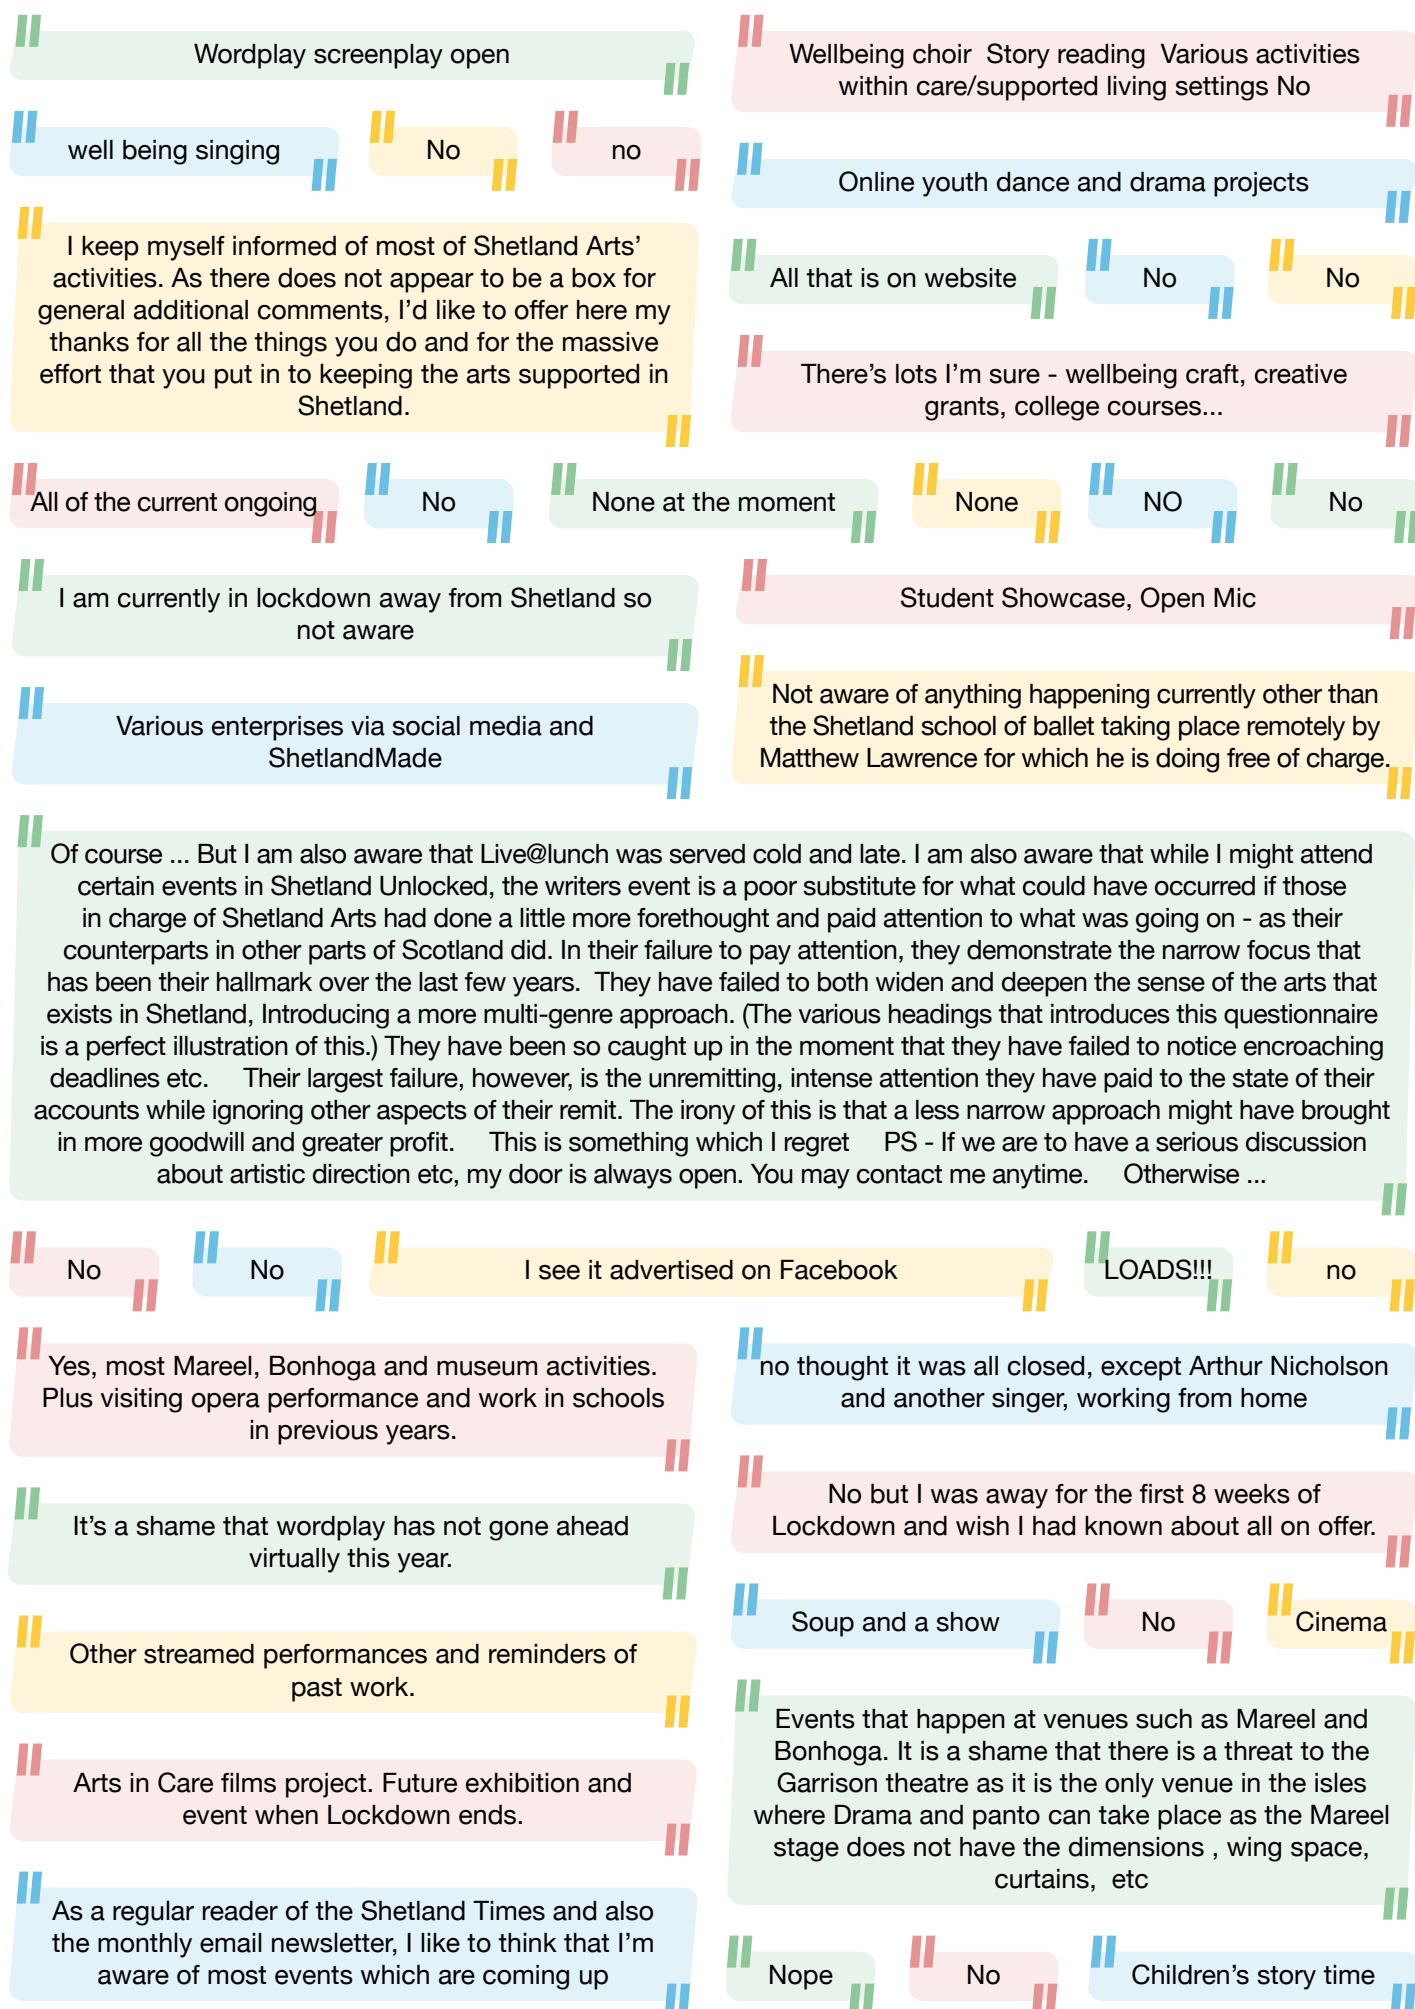 Wordplay screenplay open
Wellbeing choir  Story reading  Various activities
within care/supported living settings No
well being singing
No
no
Online youth dance and drama projects
I keep myself informed of most of Shetland Arts’
activities. As there does not appear to be a box for
general additional comments, I’d like to offer here my
thanks for all the things you do and for the massive
effort that you put in to keeping the arts supported in
Shetland.
All that is on website
No
No
There’s lots I’m sure - wellbeing craft, creative
grants, college courses...
All of the current ongoing
No
None at the moment
None
NO
No
I am currently in lockdown away from Shetland so
not aware
Student Showcase, Open Mic
Various enterprises via social media and
ShetlandMade
Not aware of anything happening currently other than
the Shetland school of ballet taking place remotely by
Matthew Lawrence for which he is doing free of charge.
Of course ... But I am also aware that Live@lunch was served cold and late. I am also aware that while I might attend
certain events in Shetland Unlocked, the writers event is a poor substitute for what could have occurred if those
in charge of Shetland Arts had done a little more forethought and paid attention to what was going on - as their
counterparts in other parts of Scotland did. In their failure to pay attention, they demonstrate the narrow focus that
has been their hallmark over the last few years.  They have failed to both widen and deepen the sense of the arts that
exists in Shetland, Introducing a more multi-genre approach. (The various headings that introduces this questionnaire
is a perfect illustration of this.) They have been so caught up in the moment that they have failed to notice encroaching
deadlines etc.     Their largest failure, however, is the unremitting, intense attention they have paid to the state of their
accounts while ignoring other aspects of their remit. The irony of this is that a less narrow approach might have brought
in more goodwill and greater profit.     This is something which I regret     PS - If we are to have a serious discussion
about artistic direction etc, my door is always open. You may contact me anytime.     Otherwise ...
No
No
I see it advertised on Facebook
LOADS!!!
no
Yes, most Mareel, Bonhoga and museum activities.
Plus visiting opera performance and work in schools
in previous years.
no thought it was all closed, except Arthur Nicholson
and another singer, working from home
It’s a shame that wordplay has not gone ahead
virtually this year.
No but I was away for the first 8 weeks of
Lockdown and wish I had known about all on offer.
Other streamed performances and reminders of
past work.
Soup and a show
No
Cinema
Arts in Care films project. Future exhibition and
event when Lockdown ends.
Events that happen at venues such as Mareel and
Bonhoga. It is a shame that there is a threat to the
Garrison theatre as it is the only venue in the isles
where Drama and panto can take place as the Mareel
stage does not have the dimensions , wing space,
curtains,  etc
As a regular reader of the Shetland Times and also
the monthly email newsletter, I like to think that I’m
aware of most events which are coming up
Nope
No
Children’s story time